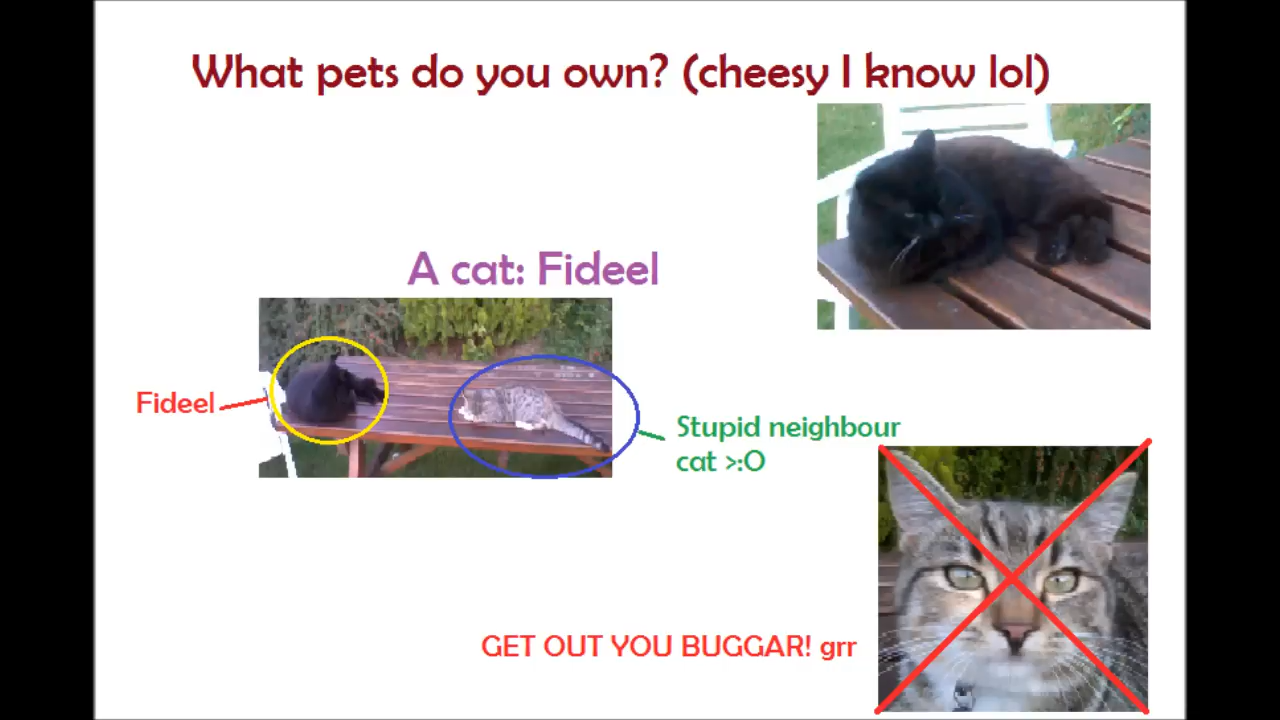 What pets do you own? (cheesy I know lol)
A cat: Fideel
Fideel
Stupid neighbour
cat >:O
GET OUT YOU BUGGAR! grr